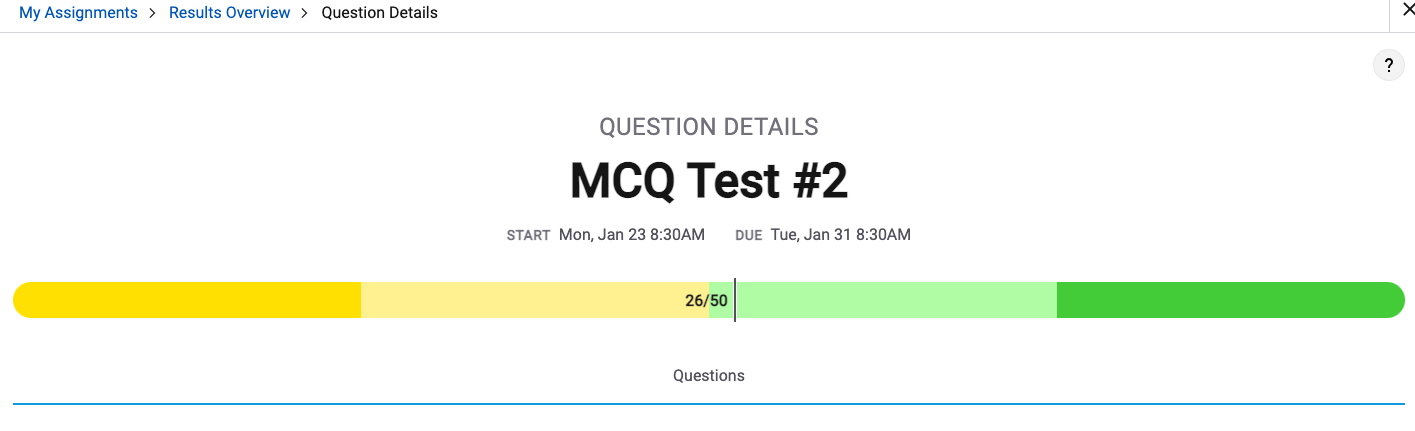 My Assignments > Results Overview > Question Details
?
QUESTION DETAILS
MCQ Test #2
START Mon, Jan 23 8:30AM DUE Tue, Jan 31 8:30AM
26/50
Questions